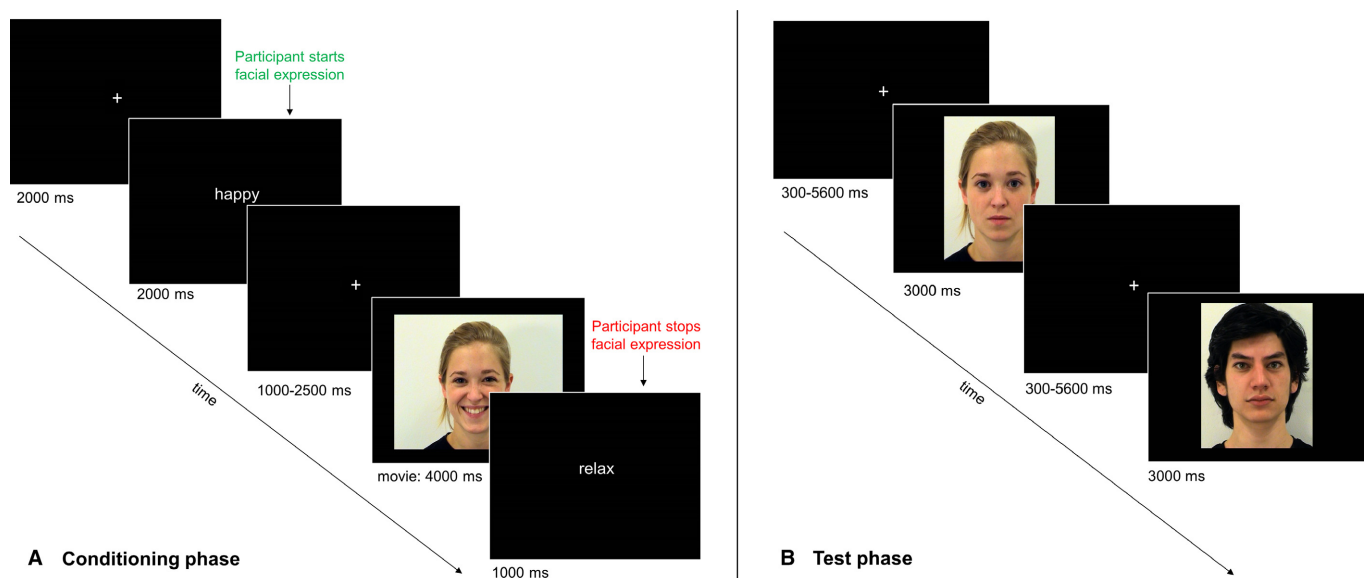 Participant starts
facial expression
+
2000 ms
happy
2000 ms
+
1000-2500 ms
Participant stops
facial expression
movie: 4000 ms
relax
1000 ms
time
A Conditioning phase
+
300-5600 ms
3000 ms
+
300-5600 ms
3000 ms
time
B Test phase